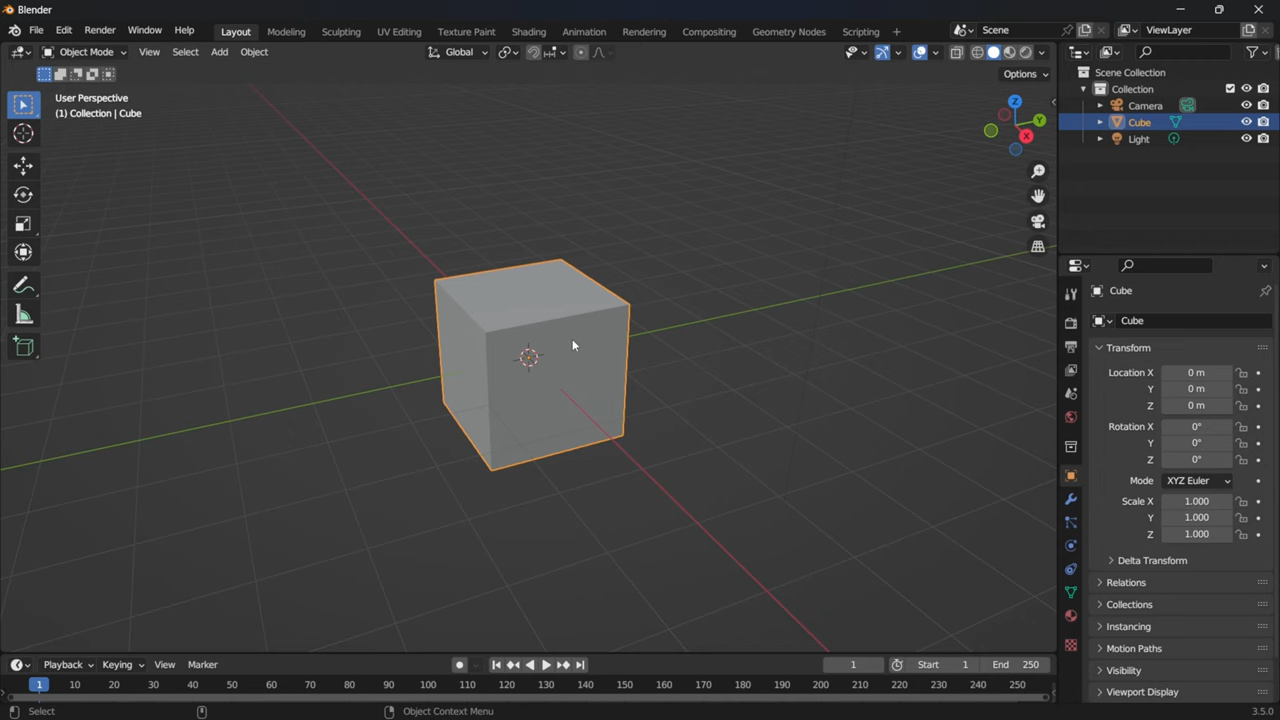 Blender
File Edit Render Window Help Layout Modeling Sculpting UV Editing Texture Paint Shading Animation Rendering Compositing Geometry Nodes Scripting + Scene ViewLayer
Object Mode View Select Add Object Global
Options
User Perspective
(1) Collection | Cube
Z
Y
X
Scene Collection
Collection
Camera
Cube
Light
Cube
Cube
Transform
Location X 0 m
Y 0 m
Z 0 m
Rotation X 0°
Y 0°
Z 0°
Mode XYZ Euler
Scale X 1.000
Y 1.000
Z 1.000
Delta Transform
Relations
Collections
Instancing
Motion Paths
Visibility
Viewport Display
Playback Keying View Marker 1 Start 1 End 250
1 10 20 30 40 50 60 70 80 90 100 110 120 130 140 150 160 170 180 190 200 210 220 230 240 250
Select Object Context Menu 3.5.0